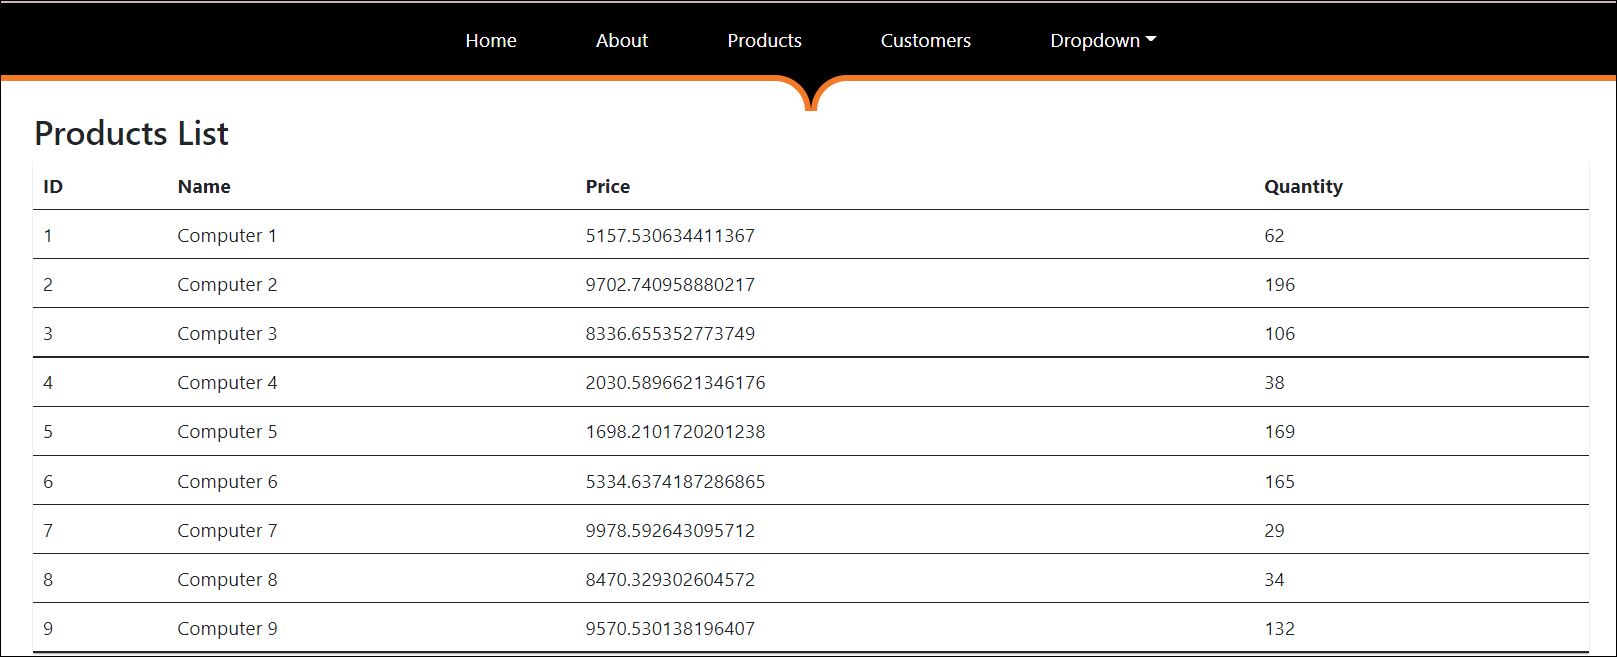 Home About Products Customers Dropdown
Products List
ID Name Price Quantity
1 Computer 1 5157.530634411367 62
2 Computer 2 9702.740958880217 196
3 Computer 3 8336.655352773749 106
4 Computer 4 2030.5896621346176 38
5 Computer 5 1698.2101720201238 169
6 Computer 6 5334.6374187286865 165
7 Computer 7 9978.592643095712 29
8 Computer 8 8470.329302604572 34
9 Computer 9 9570.530138196407 132